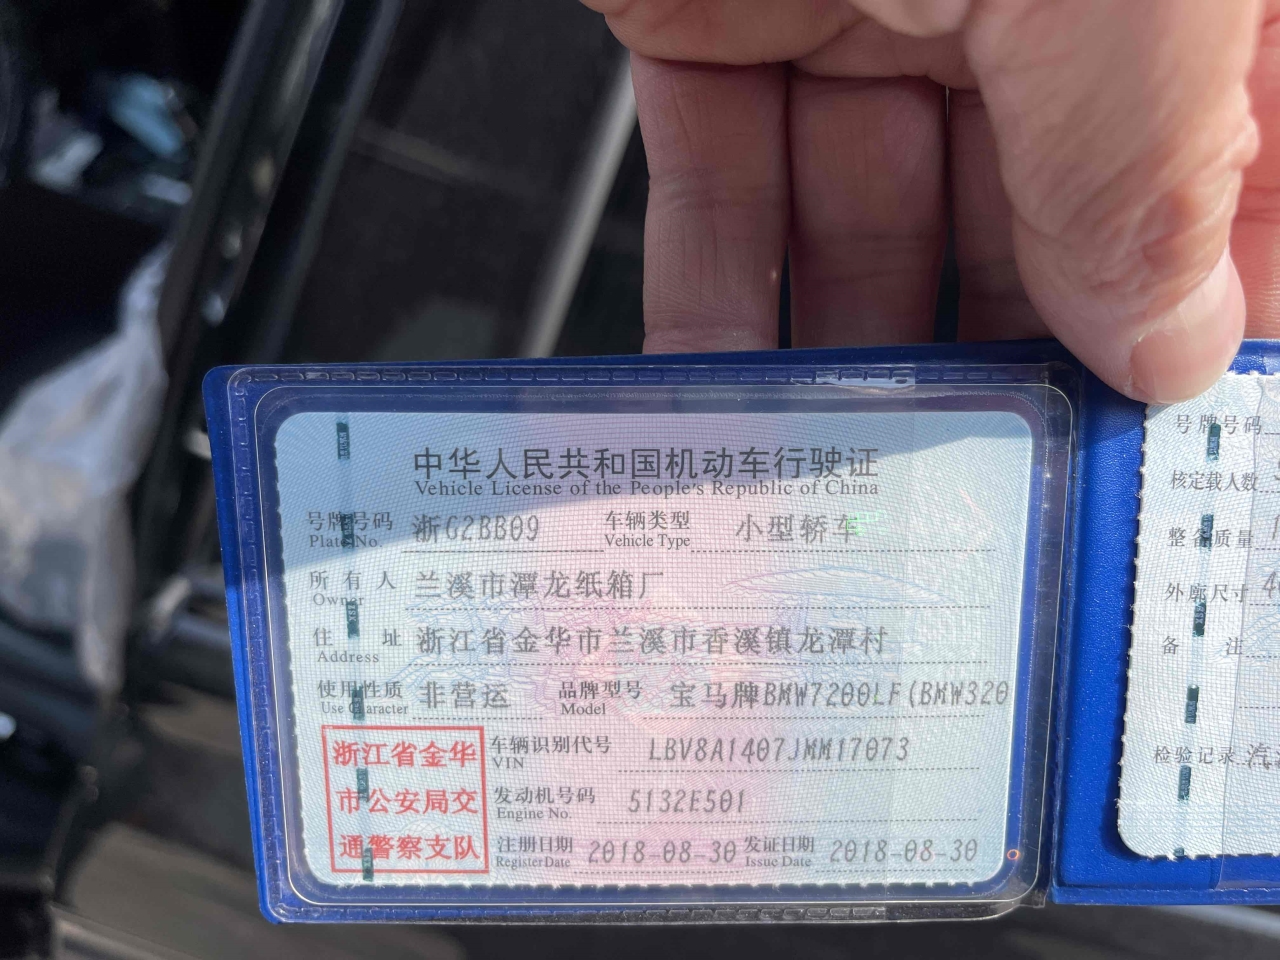 中华人民共和国机动车行驶证
Vehicle License of the People's Republic of China
号牌号码 浙G2BB09 车辆类型 小型轿车
Plate No. Vehicle Type
所有人 兰溪市潭龙纸箱厂
Owner
住址 浙江省金华市兰溪市香溪镇龙潭村
Address
使用性质 非营运 品牌型号 宝马牌BMW7200LF(BMW320
Use Character Model
浙江省金华
市公安局交
通警察支队
车辆识别代号 LBV8A1407JMM17073
VIN
发动机号码 5132E501
Engine No.
注册日期 2018-08-30 发证日期 2018-08-30
Register Date Issue Date
号牌号码
核定载人数
整备质量
外廓尺寸 4
备注
检验记录 汽